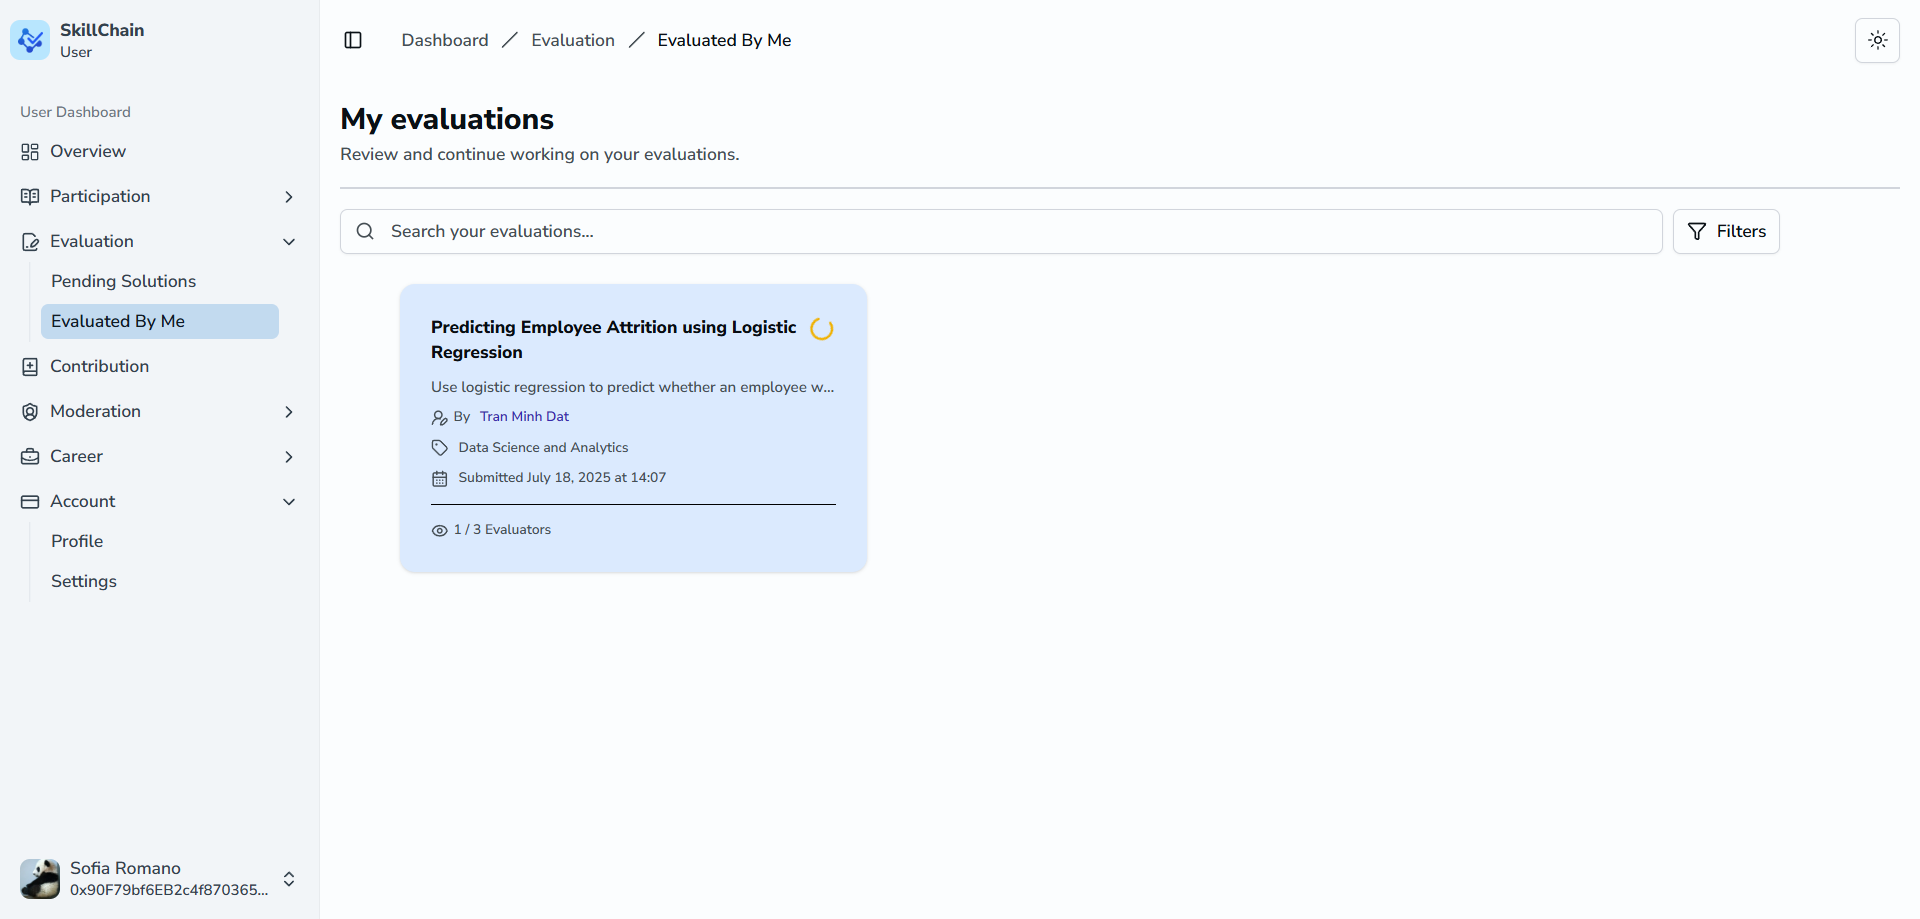 SkillChain
User
User Dashboard
Overview
Participation
Evaluation
Pending Solutions
Evaluated By Me
Contribution
Moderation
Career
Account
Profile
Settings
Sofia Romano
0x90F79bf6EB2c4f870365...
Dashboard / Evaluation / Evaluated By Me
My evaluations
Review and continue working on your evaluations.
Search your evaluations...
Filters
Predicting Employee Attrition using Logistic
Regression
Use logistic regression to predict whether an employee w...
By Tran Minh Dat
Data Science and Analytics
Submitted July 18, 2025 at 14:07
1 / 3 Evaluators